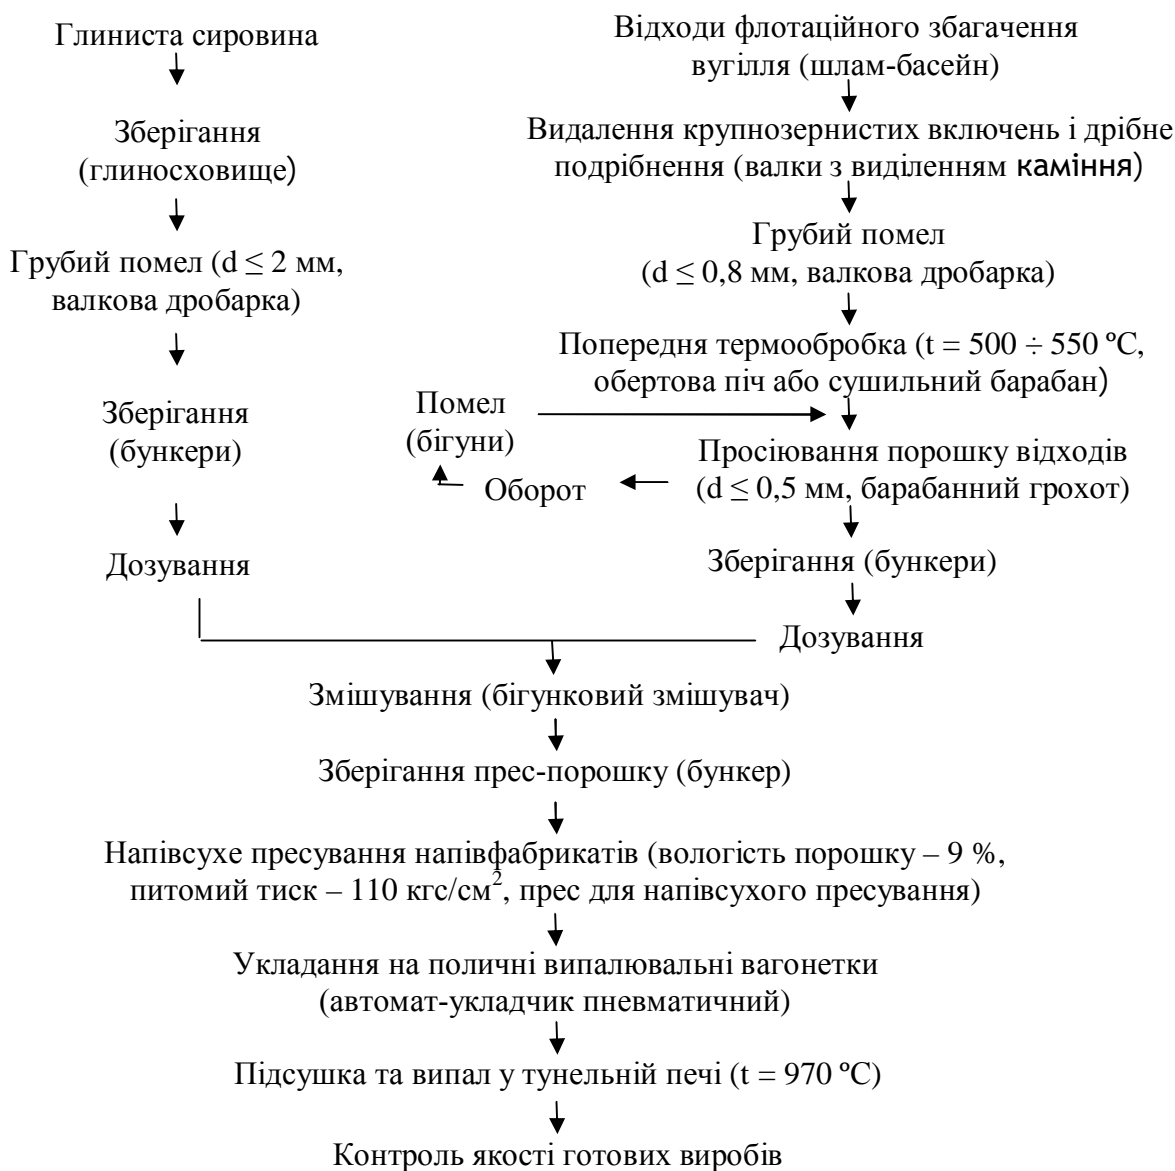 Глиниста сировина
Зберігання
(глиносховище)
Грубий помел (d ≤ 2 мм,
валкова дробарка)
Зберігання
(бункери)
Дозування
Відходи флотаційного збагачення
вугілля (шлам-басейн)
Видалення крупнозернистих включень і дрібне
подрібнення (валки з виділенням каміння)
Грубий помел
(d ≤ 0,8 мм, валкова дробарка)
Попередня термообробка (t = 500 ÷ 550 ºС,
обертова піч або сушильний барабан)
Помел
(бігуни)
Оборот
Просіювання порошку відходів
(d ≤ 0,5 мм, барабанний грохот)
Зберігання (бункери)
Дозування
Змішування (бігунковий змішувач)
Зберігання прес-порошку (бункер)
Напівсухе пресування напівфабрикатів (вологість порошку – 9 %,
питомий тиск – 110 кгс/см², прес для напівсухого пресування)
Укладання на поличні випалювальні вагонетки
(автомат-укладчик пневматичний)
Підсушка та випал у тунельній печі (t = 970 ºС)
Контроль якості готових виробів